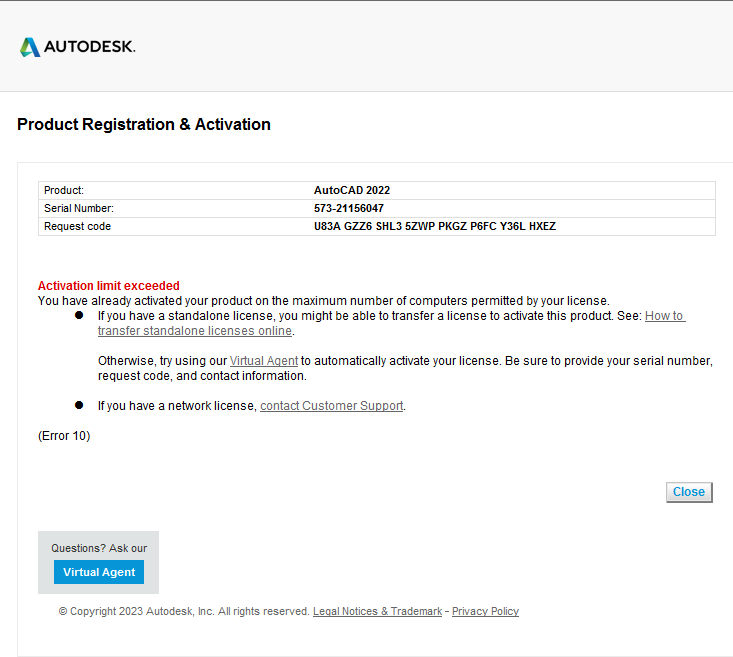 AUTODESK.
Product Registration & Activation
Product: AutoCAD 2022
Serial Number: 573-21156047
Request code U83A GZZ6 SHL3 5ZWP PKGZ P6FC Y36L HXEZ
Activation limit exceeded
You have already activated your product on the maximum number of computers permitted by your license.
● If you have a standalone license, you might be able to transfer a license to activate this product. See: How to
transfer standalone licenses online.
Otherwise, try using our Virtual Agent to automatically activate your license. Be sure to provide your serial number,
request code, and contact information.
● If you have a network license, contact Customer Support.
(Error 10)
Close
Questions? Ask our
Virtual Agent
© Copyright 2023 Autodesk, Inc. All rights reserved. Legal Notices & Trademark - Privacy Policy